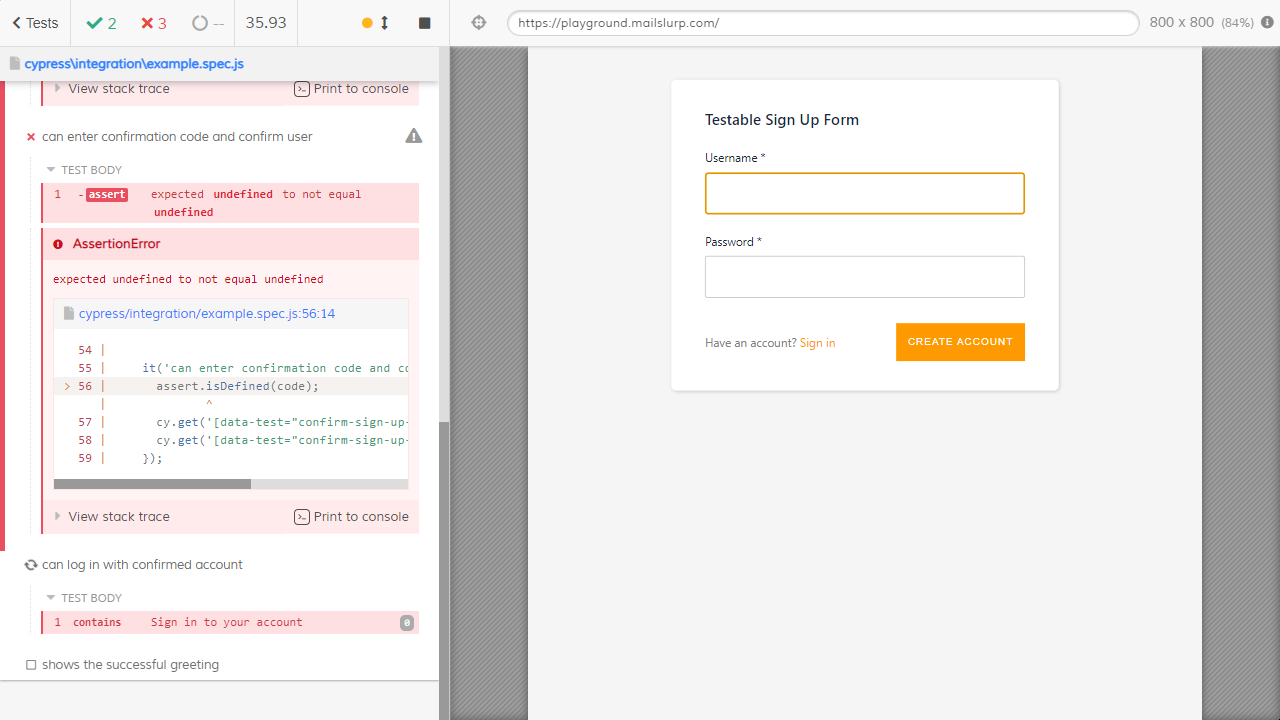 Tests
2
3
--
35.93
https://playground.mailslurp.com/
800 x 800 (84%)
cypress\integration\example.spec.js
View stack trace
Print to console
can enter confirmation code and confirm user
TEST BODY
1 -assert expected undefined to not equal
undefined
AssertionError
expected undefined to not equal undefined
cypress/integration/example.spec.js:56:14
54 |
55 | it('can enter confirmation code and co
> 56 | assert.isDefined(code);
| ^
57 | cy.get('[data-test="confirm-sign-up-
58 | cy.get('[data-test="confirm-sign-up-
59 | });
View stack trace
Print to console
can log in with confirmed account
TEST BODY
1 contains Sign in to your account 0
shows the successful greeting
Testable Sign Up Form
Username *
Password *
Have an account? Sign in
CREATE ACCOUNT